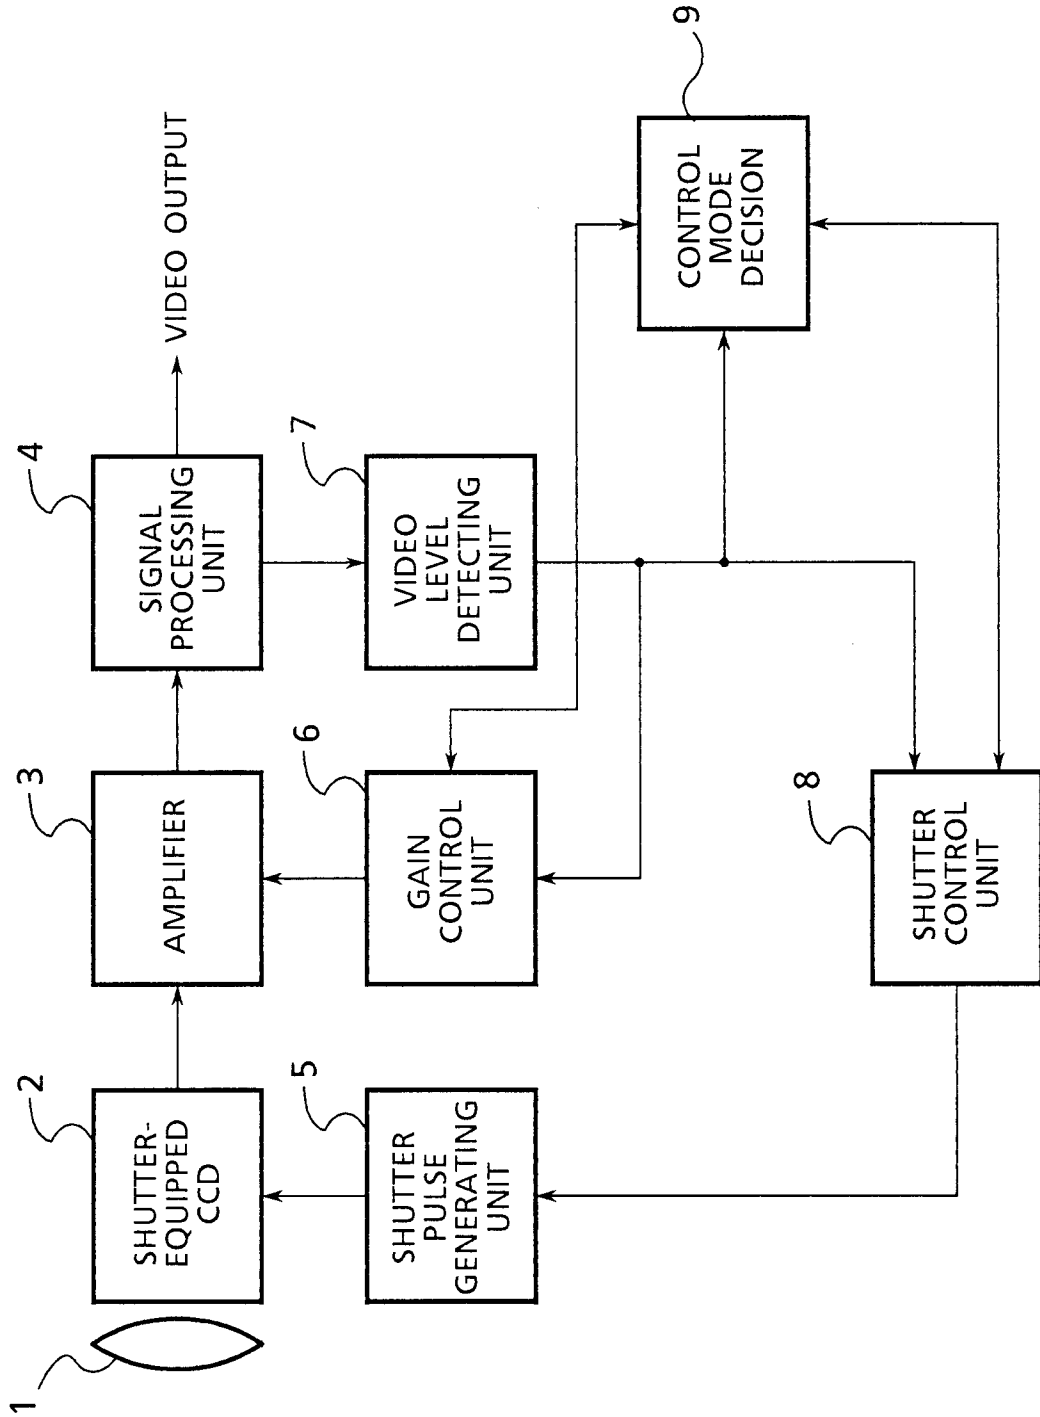 1
2
SHUTTER-
EQUIPPED
CCD
3
AMPLIFIER
4
SIGNAL
PROCESSING
UNIT
VIDEO OUTPUT
5
SHUTTER
PULSE
GENERATING
UNIT
6
GAIN
CONTROL
UNIT
7
VIDEO
LEVEL
DETECTING
UNIT
8
SHUTTER
CONTROL
UNIT
9
CONTROL
MODE
DECISION